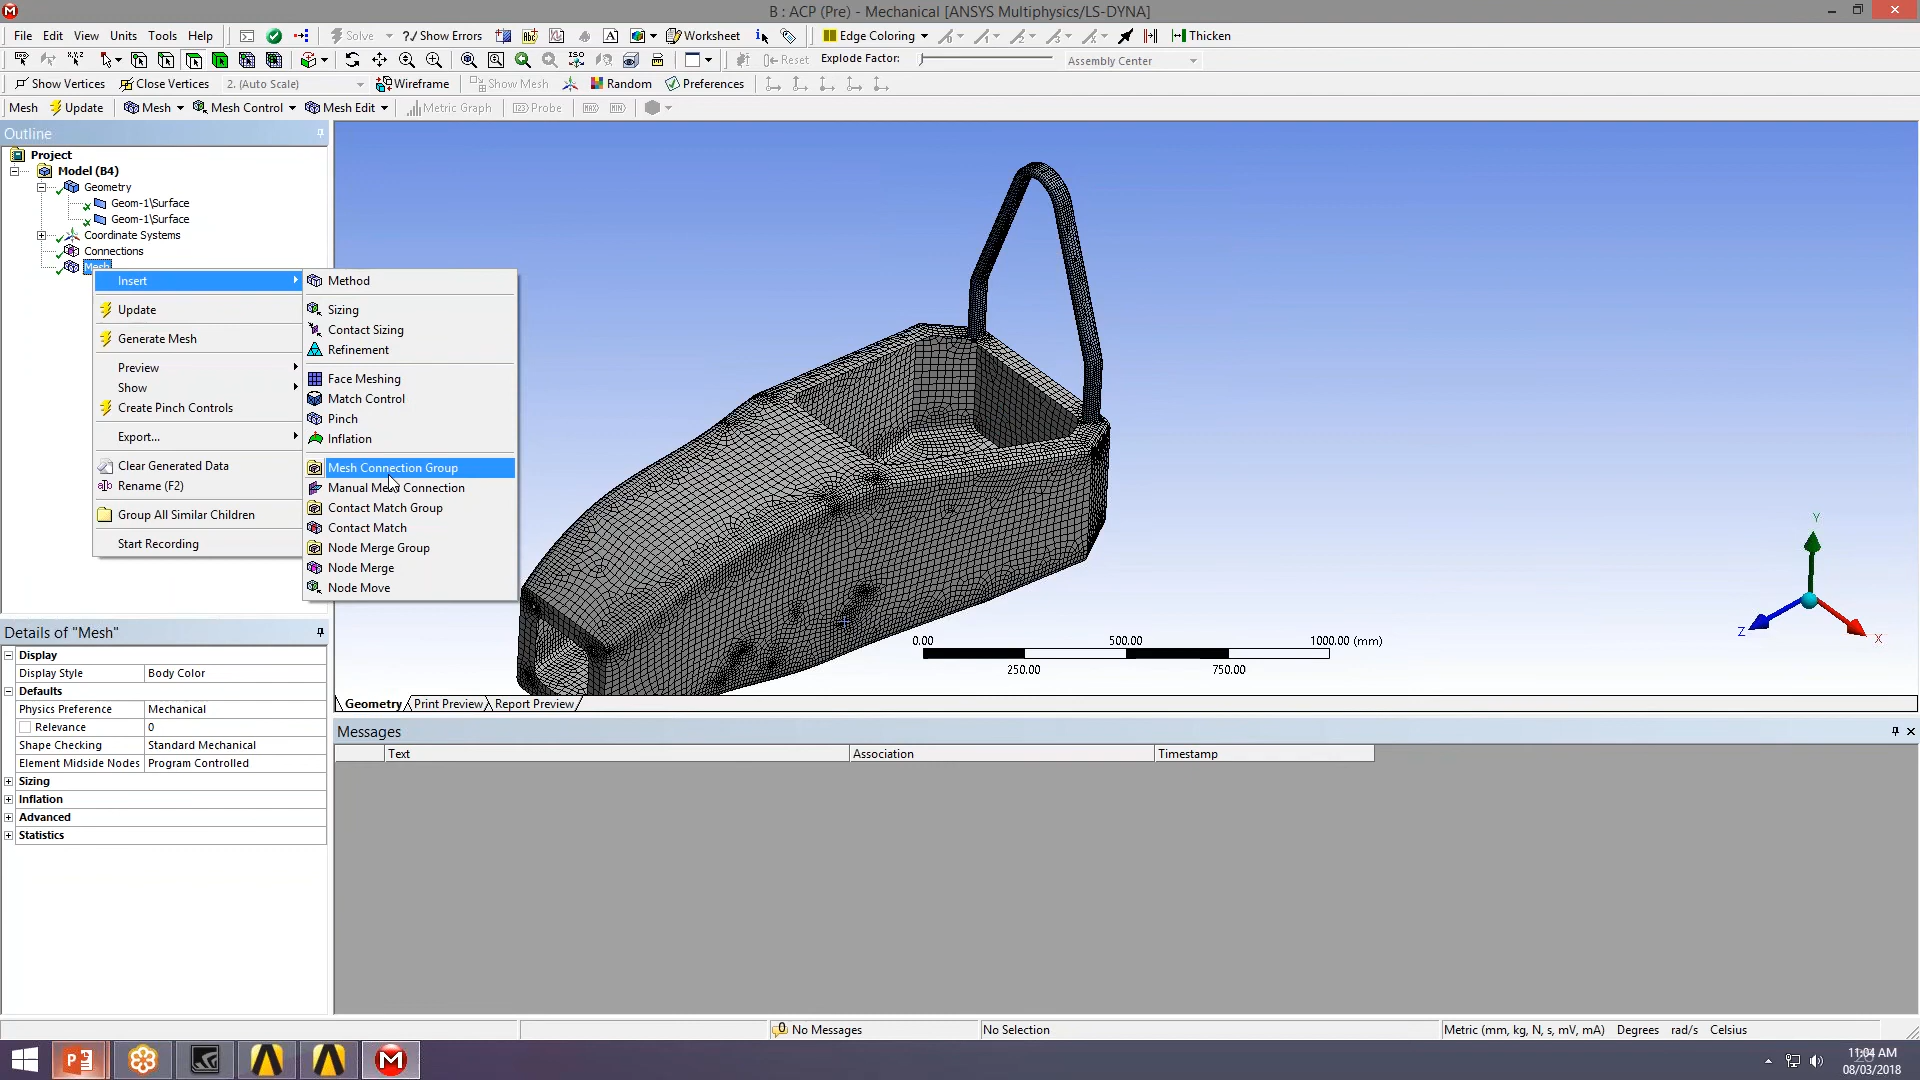 B : ACP (Pre) - Mechanical [ANSYS Multiphysics/LS-DYNA]
File Edit View Units Tools Help Solve ?/ Show Errors Worksheet Edge Coloring Thicken
Reset Explode Factor: Assembly Center
Show Vertices Close Vertices 2. (Auto Scale) Wireframe Show Mesh Random Preferences
Mesh Update Mesh Mesh Control Mesh Edit Metric Graph Probe MAX MIN
Outline
Project
Model (B4)
Geometry
Geom-1\Surface
Geom-1\Surface
Coordinate Systems
Connections
Mesh
Insert
Update
Generate Mesh
Preview
Show
Create Pinch Controls
Export...
Clear Generated Data
Rename (F2)
Group All Similar Children
Start Recording
Method
Sizing
Contact Sizing
Refinement
Face Meshing
Match Control
Pinch
Inflation
Mesh Connection Group
Manual Mesh Connection
Contact Match Group
Contact Match
Node Merge Group
Node Merge
Node Move
Y
Z
X
0.00 500.00 1000.00 (mm)
250.00 750.00
Details of "Mesh"
Display
Display Style Body Color
Defaults
Physics Preference Mechanical
Relevance 0
Shape Checking Standard Mechanical
Element Midside Nodes Program Controlled
Sizing
Inflation
Advanced
Statistics
Geometry Print Preview Report Preview
Messages
Text Association Timestamp
0 No Messages No Selection Metric (mm, kg, N, s, mV, mA) Degrees rad/s Celsius
11:04 AM
08/03/2018